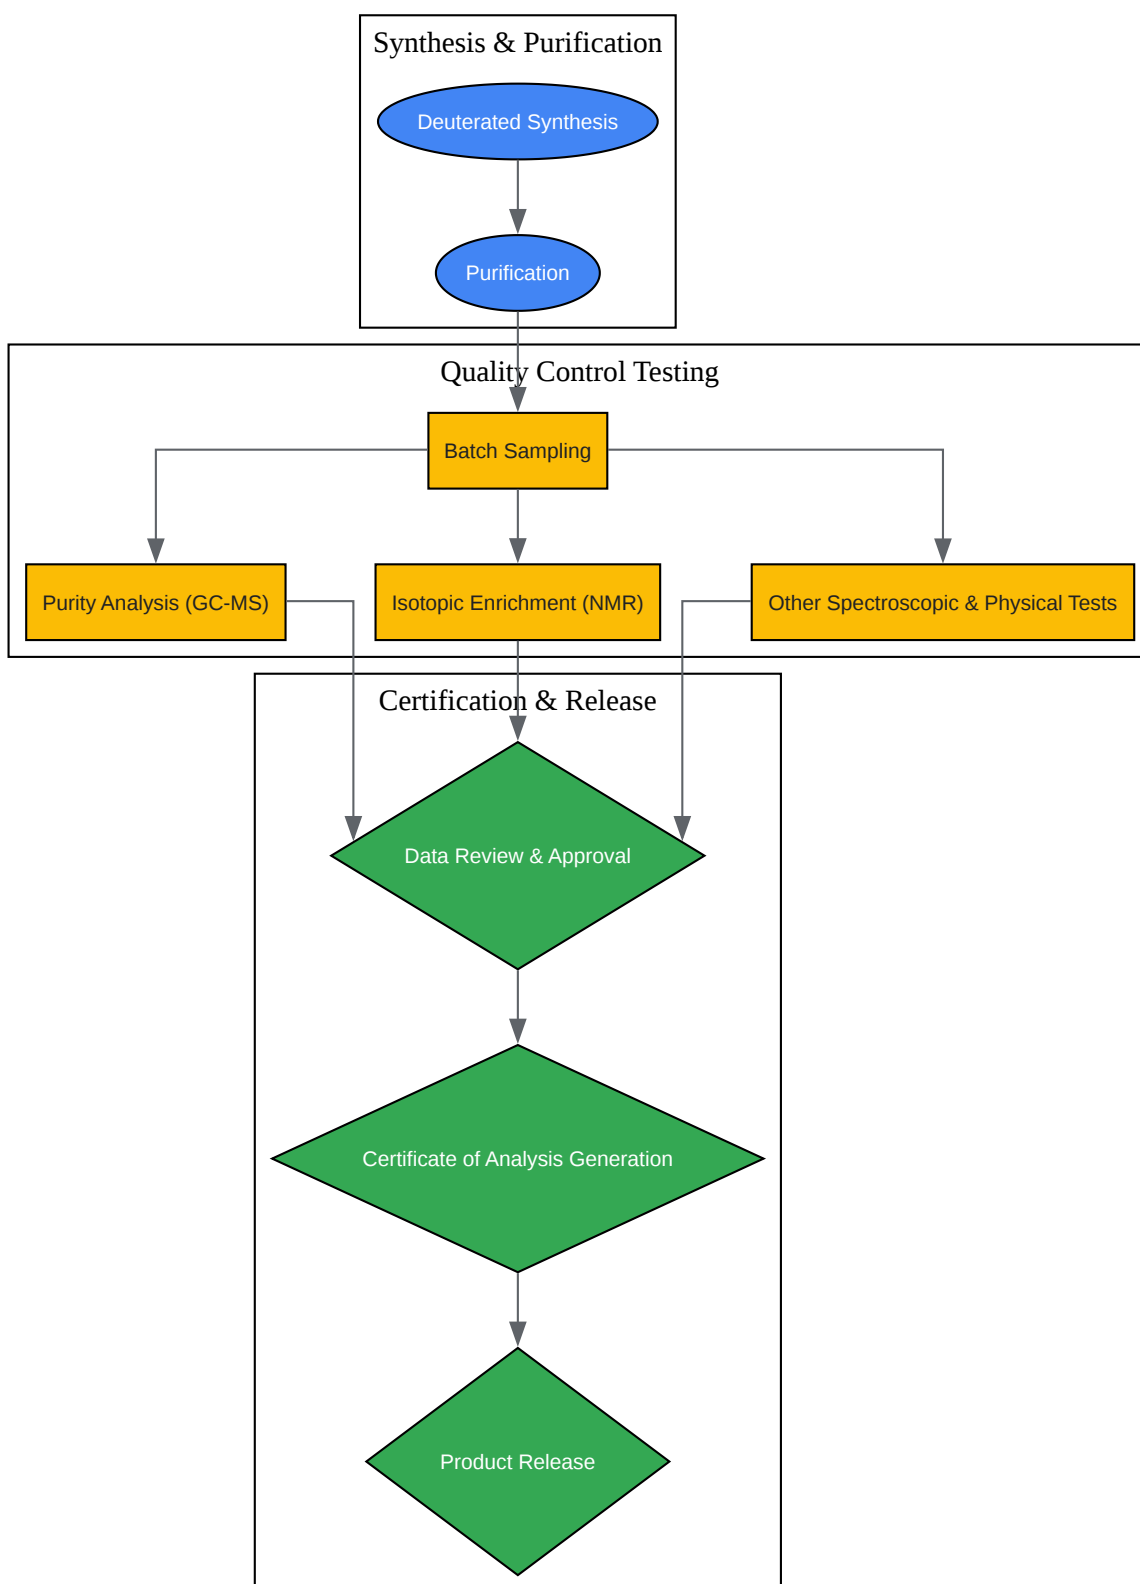 Synthesis & Purification
Deuterated Synthesis
Purification
Quality Control Testing
Batch Sampling
Purity Analysis (GC-MS)
Isotopic Enrichment (NMR)
Other Spectroscopic & Physical Tests
Certification & Release
Data Review & Approval
Certificate of Analysis Generation
Product Release